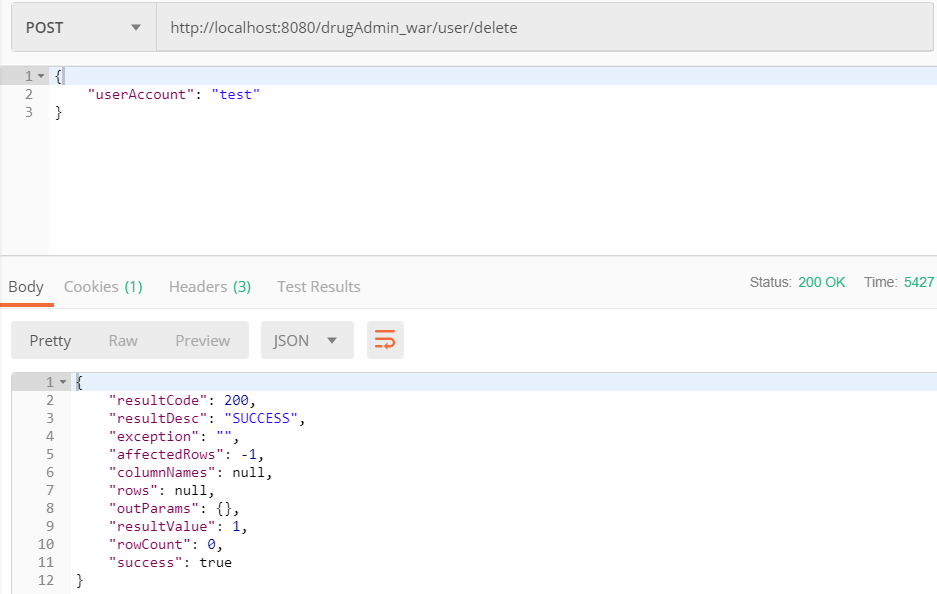 POST http://localhost:8080/drugAdmin_war/user/delete
1 {
2 "userAccount": "test"
3 }
Body Cookies (1) Headers (3) Test Results Status: 200 OK Time: 5427
Pretty Raw Preview JSON
1 {
2 "resultCode": 200,
3 "resultDesc": "SUCCESS",
4 "exception": "",
5 "affectedRows": -1,
6 "columnNames": null,
7 "rows": null,
8 "outParams": {},
9 "resultValue": 1,
10 "rowCount": 0,
11 "success": true
12 }